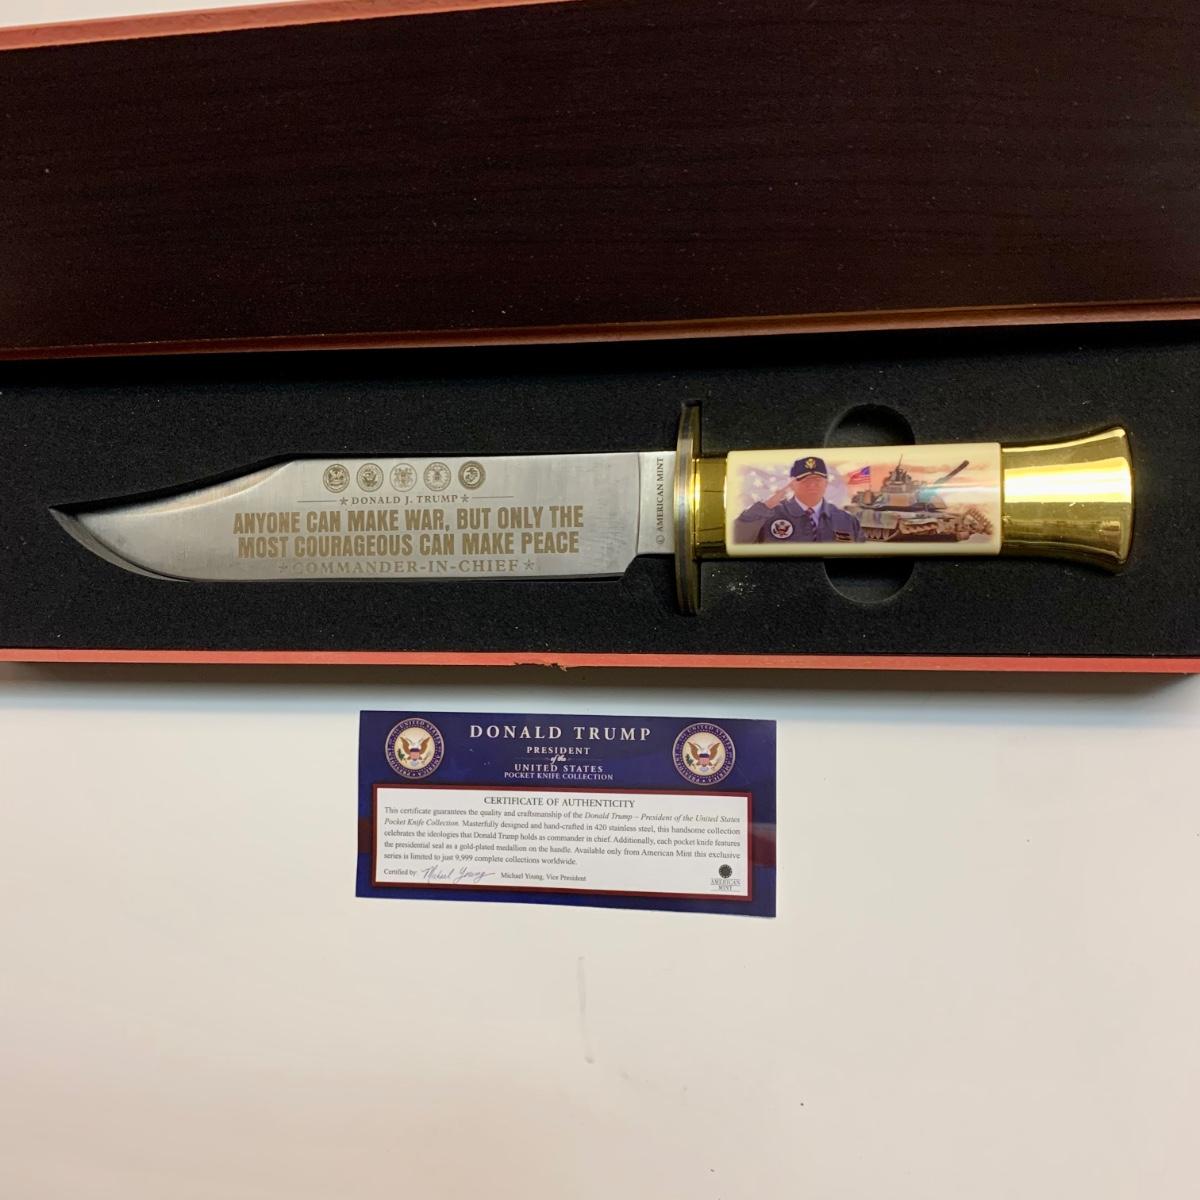 ★ DONALD J. TRUMP ★
ANYONE CAN MAKE WAR, BUT ONLY THE
MOST COURAGEOUS CAN MAKE PEACE
★ COMMANDER-IN-CHIEF ★
© AMERICAN MINT
DONALD TRUMP
PRESIDENT
of the
UNITED STATES
POCKET KNIFE COLLECTION
CERTIFICATE OF AUTHENTICITY
This certificate guarantees the quality and craftsmanship of the Donald Trump – President of the United States
Pocket Knife Collection. Masterfully designed and hand-crafted in 420 stainless steel, this handsome collection
celebrates the ideologies that Donald Trump holds as commander in chief. Additionally, each pocket knife features
the presidential seal as a gold-plated medallion on the handle. Available only from American Mint this exclusive
series is limited to just 9,999 complete collections worldwide.
Certified by: Michael Young Michael Young, Vice President
AMERICAN
MINT